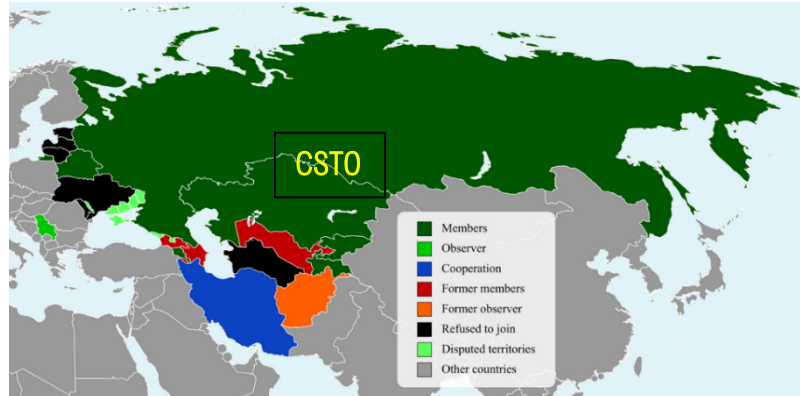 CSTO
Members
Observer
Cooperation
Former members
Former observer
Refused to join
Disputed territories
Other countries